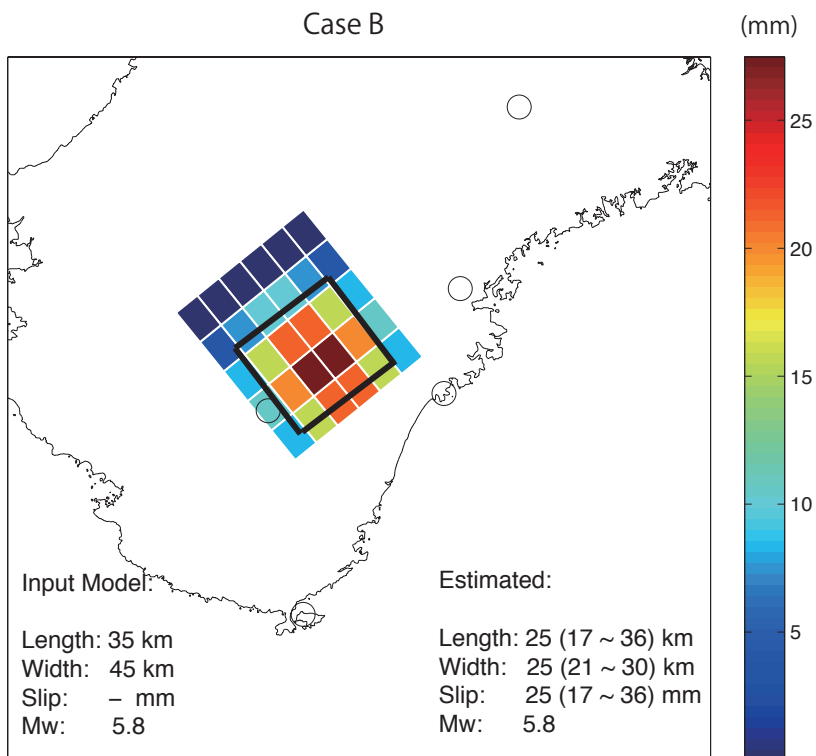 Case B
(mm)
25
20
15
10
5
Input Model:
Length: 35 km
Width: 45 km
Slip: – mm
Mw: 5.8
Estimated:
Length: 25 (17 ~ 36) km
Width: 25 (21 ~ 30) km
Slip: 25 (17 ~ 36) mm
Mw: 5.8